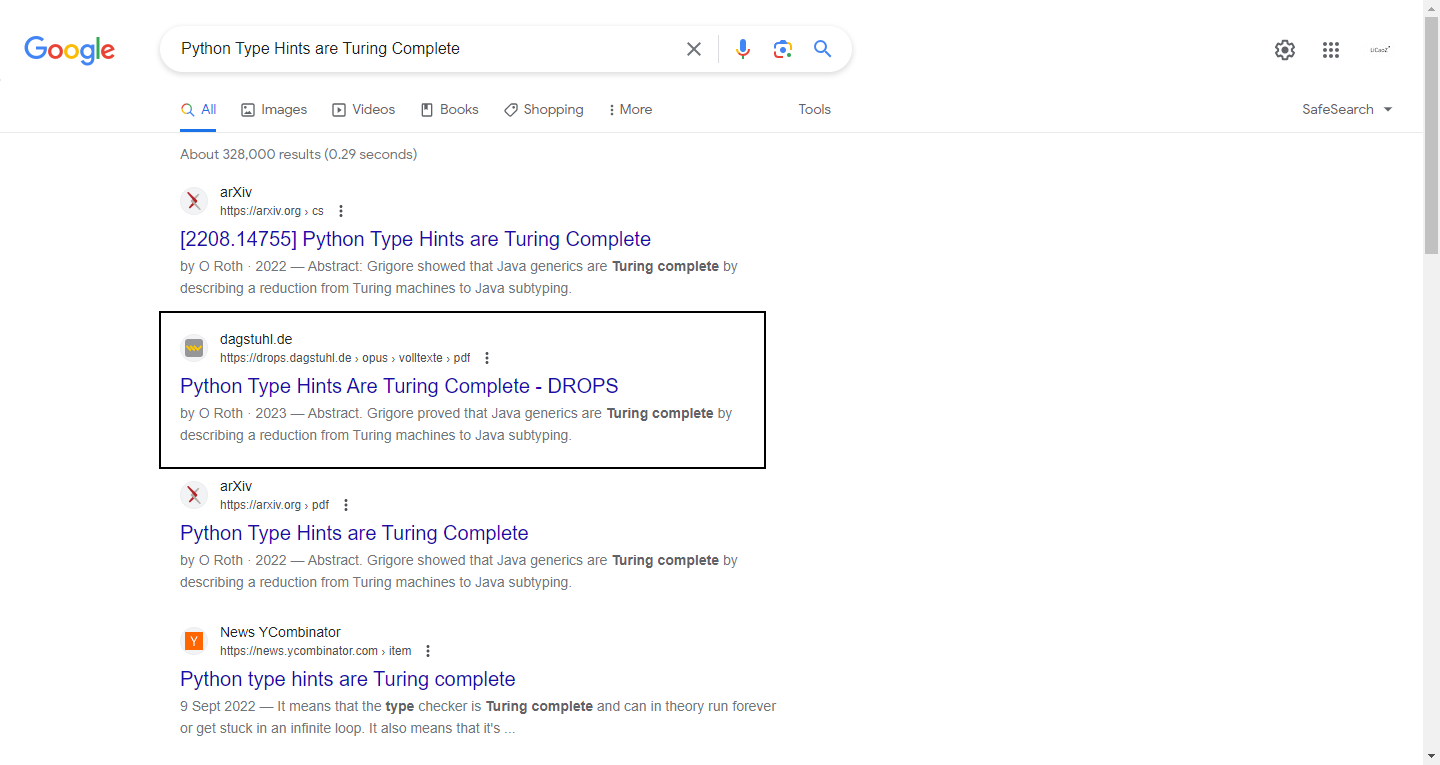 Google
Python Type Hints are Turing Complete
All Images Videos Books Shopping More Tools SafeSearch
About 328,000 results (0.29 seconds)
arXiv
https://arxiv.org › cs
[2208.14755] Python Type Hints are Turing Complete
by O Roth · 2022 — Abstract: Grigore showed that Java generics are Turing complete by
describing a reduction from Turing machines to Java subtyping.
dagstuhl.de
https://drops.dagstuhl.de › opus › volltexte › pdf
Python Type Hints Are Turing Complete - DROPS
by O Roth · 2023 — Abstract. Grigore proved that Java generics are Turing complete by
describing a reduction from Turing machines to Java subtyping.
arXiv
https://arxiv.org › pdf
Python Type Hints are Turing Complete
by O Roth · 2022 — Abstract. Grigore showed that Java generics are Turing complete by
describing a reduction from Turing machines to Java subtyping.
Y
News YCombinator
https://news.ycombinator.com › item
Python type hints are Turing complete
9 Sept 2022 — It means that the type checker is Turing complete and can in theory run forever
or get stuck in an infinite loop. It also means that it's ...